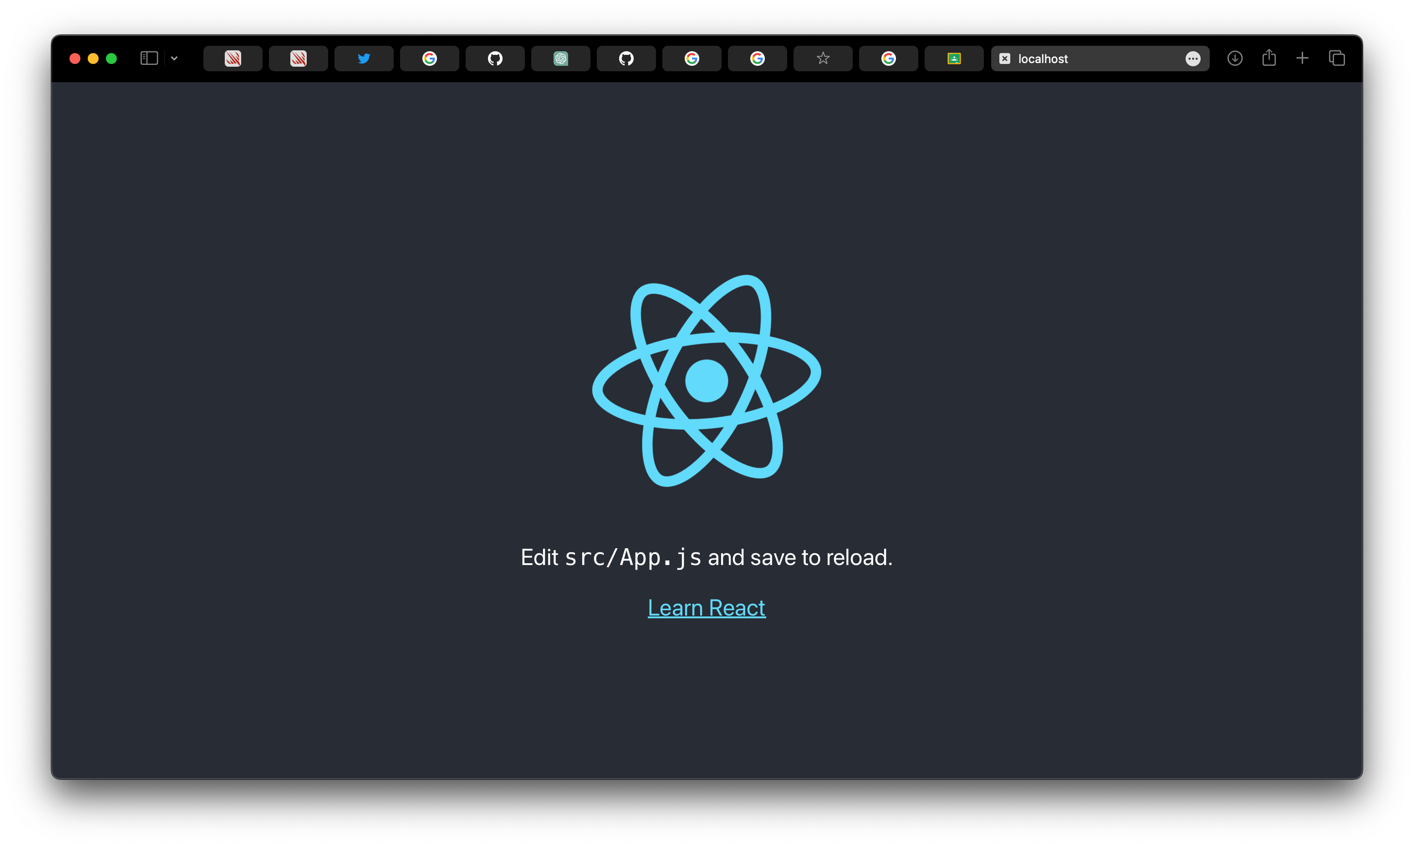 localhost
Edit src/App.js and save to reload.
Learn React